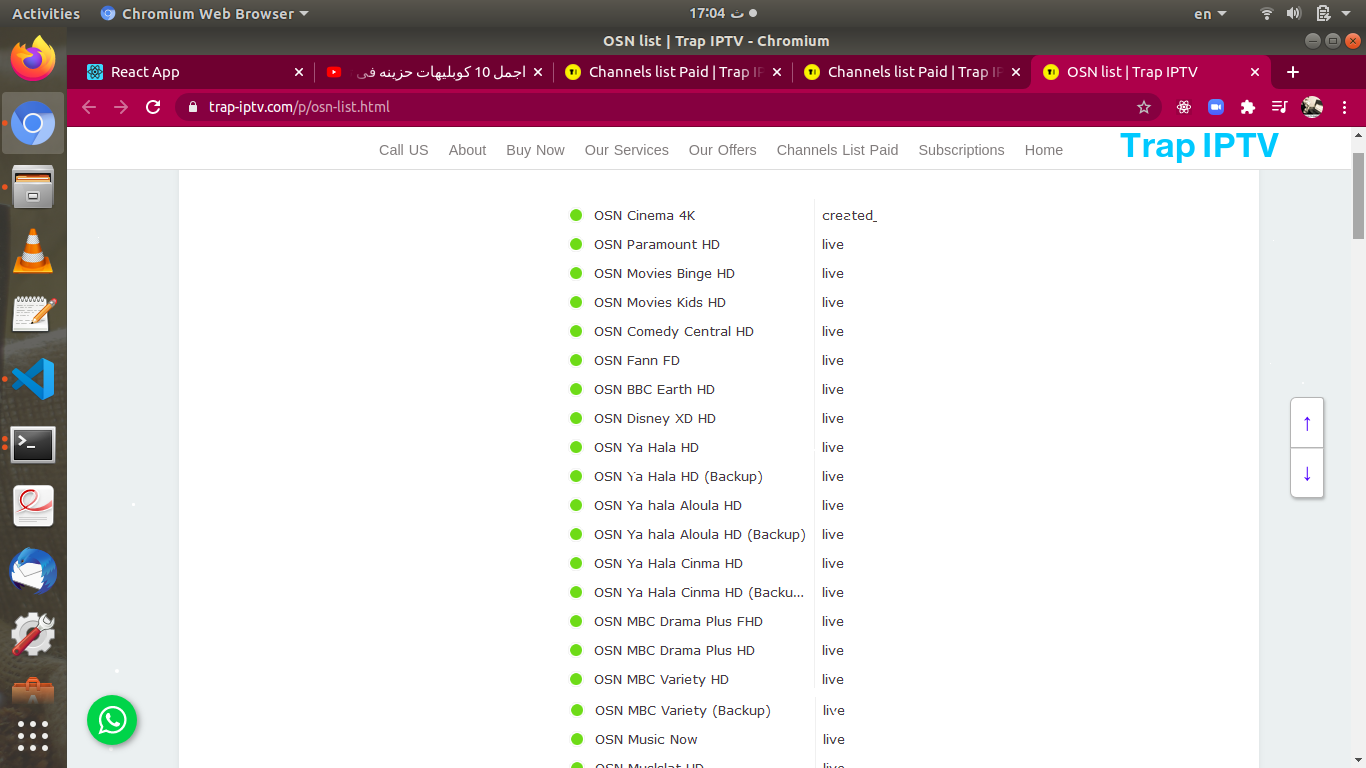 Activities
Chromium Web Browser
17:04 ث
en
OSN list | Trap IPTV - Chromium
React App
اجمل 10 كوبليهات حزينه فى
Channels list Paid | Trap IP
Channels list Paid | Trap IP
OSN list | Trap IPTV
trap-iptv.com/p/osn-list.html
Call US About Buy Now Our Services Our Offers Channels List Paid Subscriptions Home
Trap IPTV
OSN Cinema 4K created_
OSN Paramount HD live
OSN Movies Binge HD live
OSN Movies Kids HD live
OSN Comedy Central HD live
OSN Fann FD live
OSN BBC Earth HD live
OSN Disney XD HD live
OSN Ya Hala HD live
OSN Ya Hala HD (Backup) live
OSN Ya hala Aloula HD live
OSN Ya hala Aloula HD (Backup) live
OSN Ya Hala Cinma HD live
OSN Ya Hala Cinma HD (Backu... live
OSN MBC Drama Plus FHD live
OSN MBC Drama Plus HD live
OSN MBC Variety HD live
OSN MBC Variety (Backup) live
OSN Music Now live
live